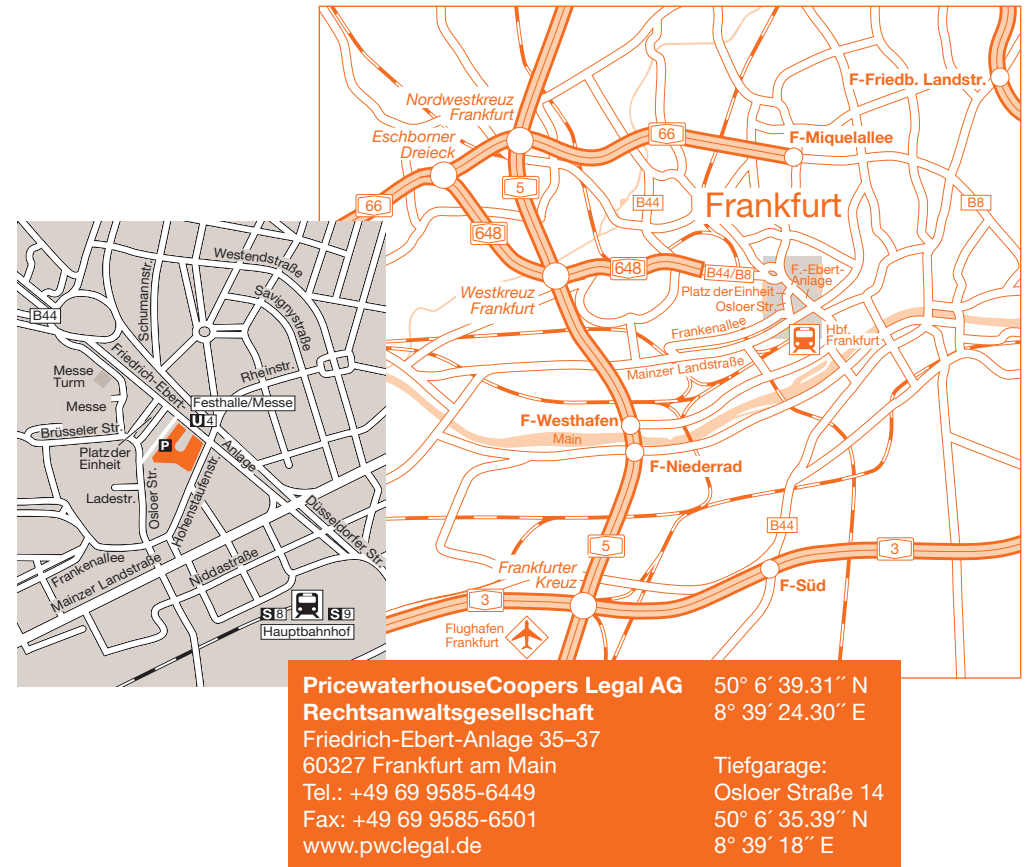 F-Friedb. Landstr.
Nordwestkreuz
Frankfurt
Eschborner
Dreieck
66
F-Miquelallee
5
66
B44
Frankfurt
B8
648
648
B44/B8
F.-Ebert-
Anlage
Platz der Einheit
Osloer Str.
Westkreuz
Frankfurt
Frankenallee
Hbf.
Frankfurt
Mainzer Landstraße
F-Westhafen
Main
F-Niederrad
B44
5
3
Frankfurter
Kreuz
F-Süd
3
Flughafen
Frankfurt
Westendstraße
Schumannstr.
Savignystraße
B44
Friedrich-Ebert-
Anlage
Rheinstr.
Messe
Turm
Festhalle/Messe
U 4
Messe
Brüsseler Str.
P
Platz der
Einheit
Ladestr.
Osloer Str.
Hohenstaufenstr.
Düsseldorfer Str.
Frankenallee
Mainzer Landstraße
Niddastraße
S 8
S 9
Hauptbahnhof
PricewaterhouseCoopers Legal AG
Rechtsanwaltsgesellschaft
Friedrich-Ebert-Anlage 35–37
60327 Frankfurt am Main
Tel.: +49 69 9585-6449
Fax: +49 69 9585-6501
www.pwclegal.de
50° 6´ 39.31´´ N
8° 39´ 24.30´´ E
Tiefgarage:
Osloer Straße 14
50° 6´ 35.39´´ N
8° 39´ 18´´ E